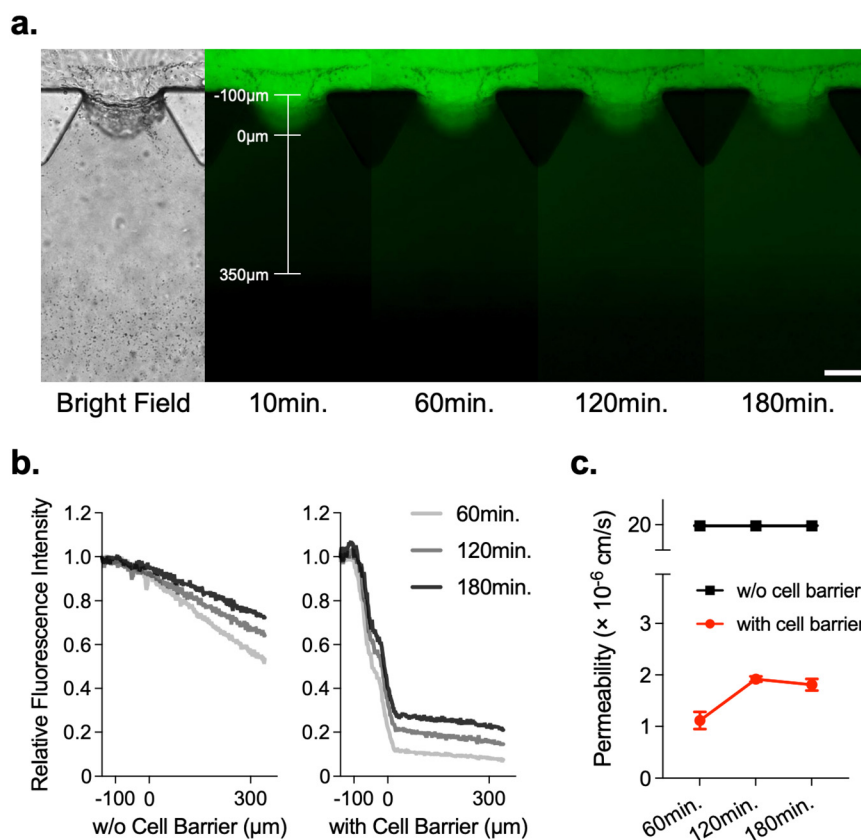 a.
-100µm
0µm
350µm
Bright Field
10min.
60min.
120min.
180min.
b.
Relative Fluorescence Intensity
1.2
1.0
0.8
0.6
0.4
0.2
0
-100 0 300
w/o Cell Barrier (µm)
1.2
1.0
0.8
0.6
0.4
0.2
0
-100 0 300
with Cell Barrier (µm)
60min.
120min.
180min.
c.
Permeability (× 10⁻⁶ cm/s)
20
3
2
1
0
w/o cell barrier
with cell barrier
60min.
120min.
180min.